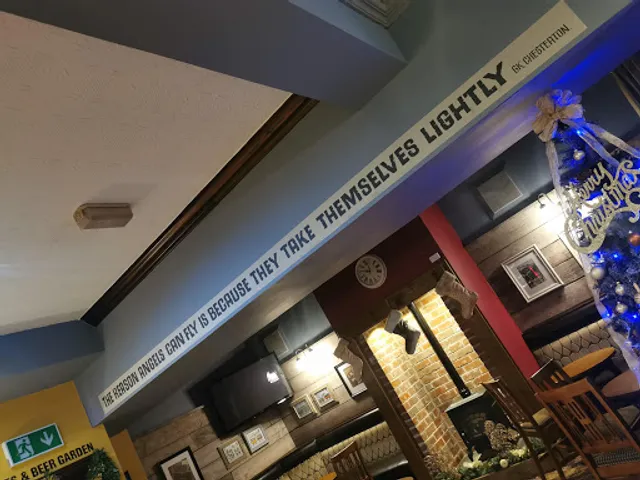 THE REASON ANGELS CAN FLY IS BECAUSE THEY TAKE THEMSELVES LIGHTLY GK CHESTERTON
Merry
Christmas
& BEER GARDEN